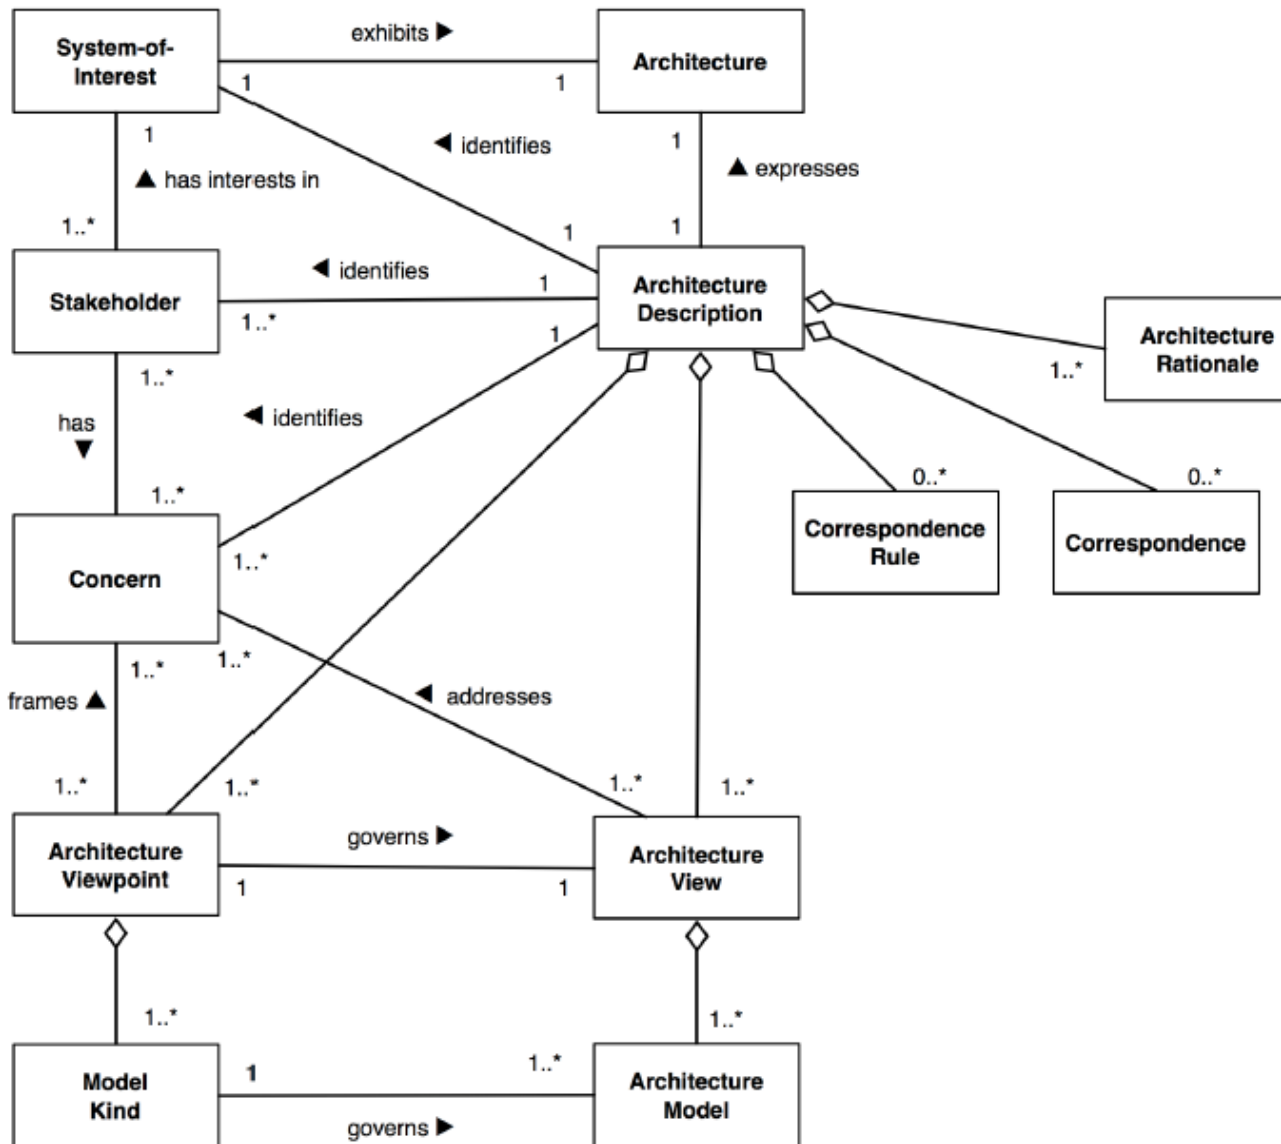 exhibits ▶
System-of-
Interest
Architecture
1
1
1
◀ identifies
1
▲ has interests in
▲ expresses
1..*
1
1
◀ identifies
Stakeholder
1
1..*
Architecture
Description
1
Architecture
Rationale
1..*
1..*
has
▼
◀ identifies
1..*
0..*
0..*
Correspondence
Rule
Correspondence
1..*
Concern
1..*
1..*
frames ▲
◀ addresses
1..*
1..*
1..*
1..*
governs ▶
Architecture
Viewpoint
Architecture
View
1
1
1..*
1..*
1
1..*
Model
Kind
Architecture
Model
governs ▶